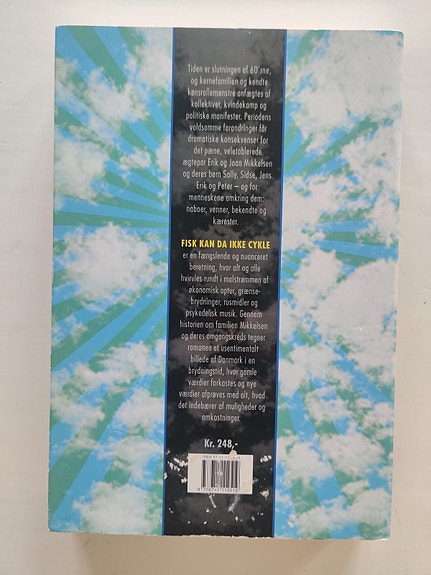 Tiden er slutningen af 60'rne,
og kernefamilien og kendte
kønsrollemønstre anfægtes af
kollektiver, kvindekamp og
politiske manifester. Periodens
voldsomme forandringer får
dramatiske konsekvenser for
det pæne, veletablerede
ægtepar Erik og Joan Mikkelsen
og deres børn Sally, Sidse, Jens
Erik og Peter – og for
menneskene omkring dem:
naboer, venner, bekendte og
kærester.
FISK KAN DA IKKE CYKLE
er en fængslende og nuanceret
beretning, hvor alt og alle
hvirvles rundt i malstrømmen af
økonomisk optur, grænse-
brydninger, rusmidler og
psykedelisk musik. Gennem
historien om familien Mikkelsen
og deres omgangskreds tegner
romanen et usentimentalt
billede af Danmark i en
brydningstid, hvor gamle
værdier forkastes og nye
værdier afprøves med alt, hvad
det indebærer af muligheder og
omkostninger.
Kr. 248,-